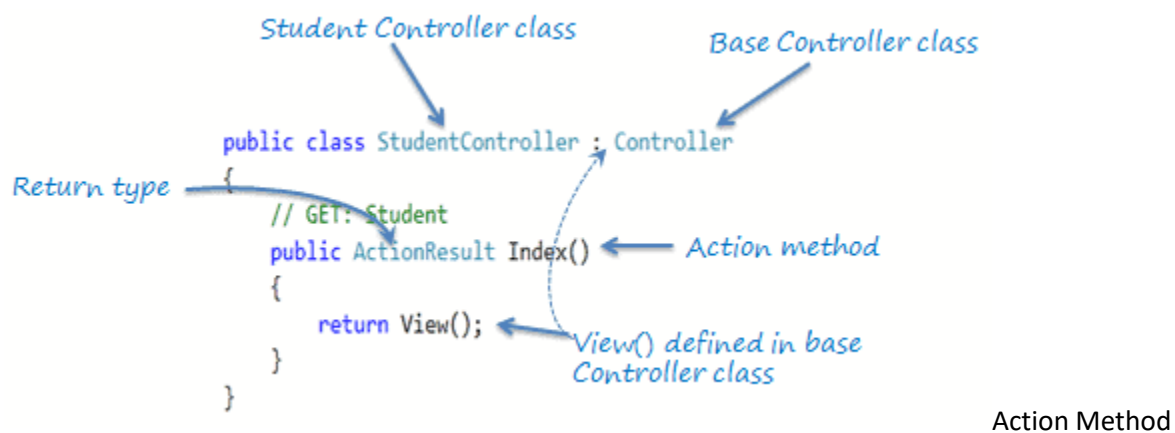 Student Controller class
Base Controller class
public class StudentController : Controller
{
Return type
// GET: Student
public ActionResult Index()
Action method
{
return View();
View() defined in base
Controller class
}
}
Action Method